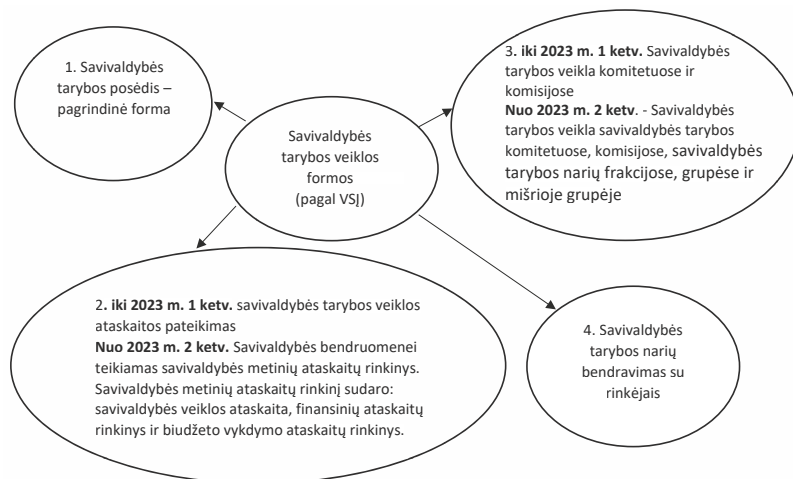 1. Savivaldybės
tarybos posėdis –
pagrindinė forma
Savivaldybės
tarybos veiklos
formos
(pagal VSĮ)
3. iki 2023 m. 1 ketv. Savivaldybės
tarybos veikla komitetuose ir
komisijose
Nuo 2023 m. 2 ketv. - Savivaldybės
tarybos veikla savivaldybės tarybos
komitetuose, komisijose, savivaldybės
tarybos narių frakcijose, grupėse ir
mišrioje grupėje
2. iki 2023 m. 1 ketv. savivaldybės tarybos veiklos
ataskaitos pateikimas
Nuo 2023 m. 2 ketv. Savivaldybės bendruomenei
teikiamas savivaldybės metinių ataskaitų rinkinys.
Savivaldybės metinių ataskaitų rinkinį sudaro:
savivaldybės veiklos ataskaita, finansinių ataskaitų
rinkinys ir biudžeto vykdymo ataskaitų rinkinys.
4. Savivaldybės
tarybos narių
bendravimas su
rinkėjais